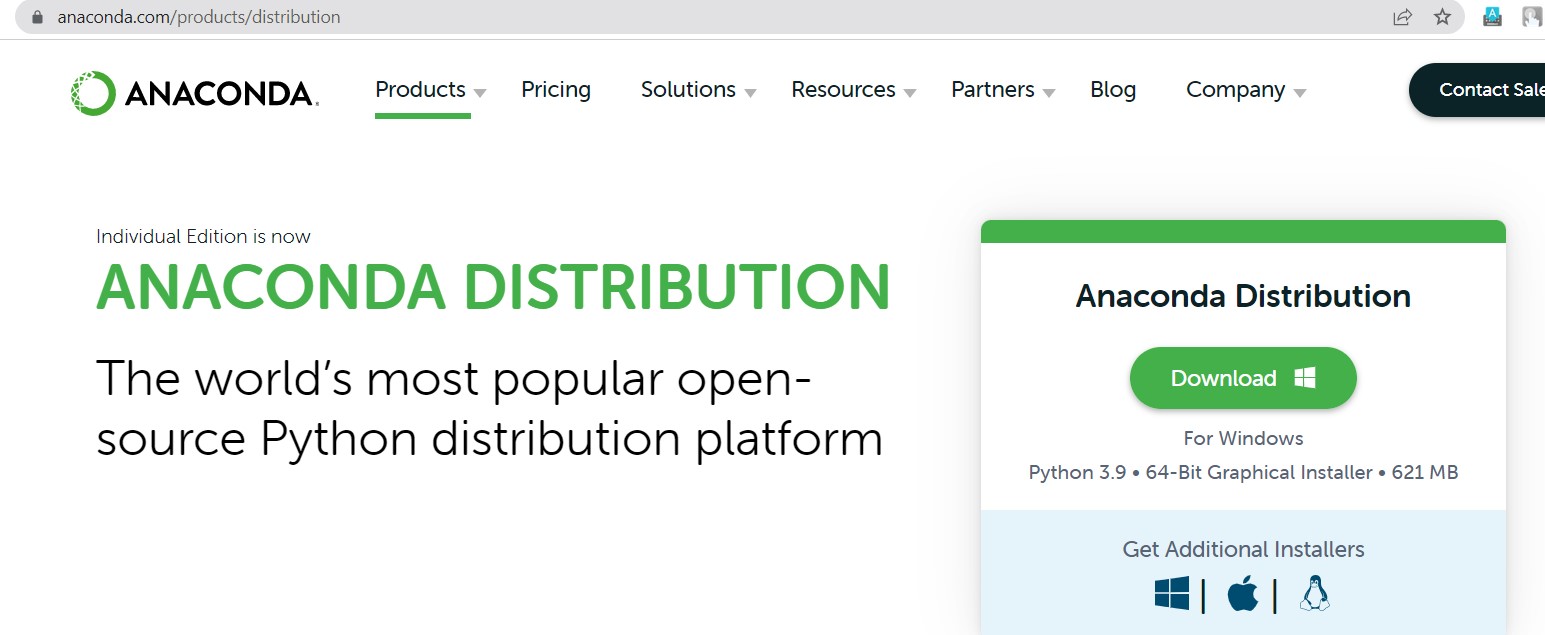 anaconda.com/products/distribution
ANACONDA.
Products
Pricing
Solutions
Resources
Partners
Blog
Company
Contact Sale
Individual Edition is now
ANACONDA DISTRIBUTION
The world's most popular open-
source Python distribution platform
Anaconda Distribution
Download
For Windows
Python 3.9 • 64-Bit Graphical Installer • 621 MB
Get Additional Installers